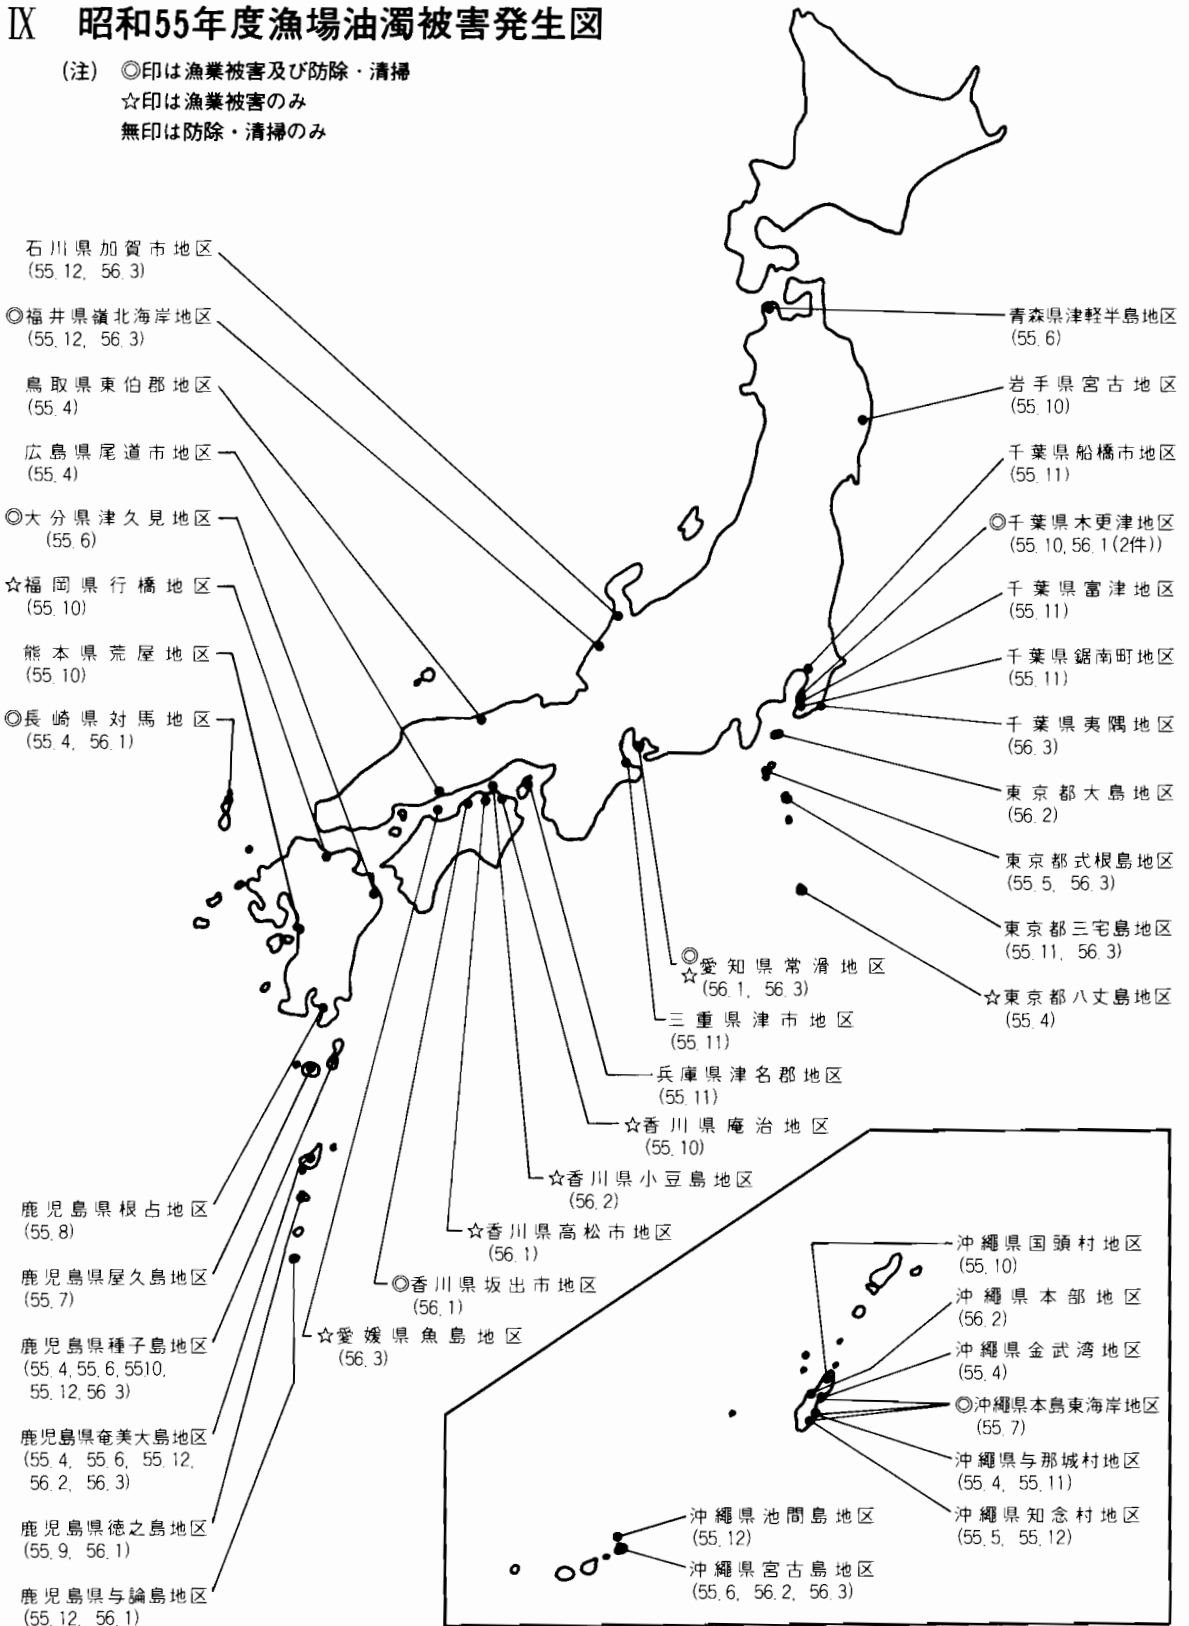 Ⅸ 昭和55年度漁場油濁被害発生図
(注) ◎印は漁業被害及び防除・清掃
☆印は漁業被害のみ
無印は防除・清掃のみ
石川県加賀市地区
(55.12, 56.3)
◎福井県嶺北海岸地区
(55.12, 56.3)
鳥取県東伯郡地区
(55.4)
広島県尾道市地区
(55.4)
◎大分県津久見地区
(55.6)
☆福岡県行橋地区
(55.10)
熊本県荒屋地区
(55.10)
◎長崎県対馬地区
(55.4, 56.1)
青森県津軽半島地区
(55.6)
岩手県宮古地区
(55.10)
千葉県船橋市地区
(55.11)
◎千葉県木更津地区
(55.10,56.1(2件))
千葉県富津地区
(55.11)
千葉県鋸南町地区
(55.11)
千葉県夷隅地区
(56.3)
東京都大島地区
(56.2)
東京都式根島地区
(55.5, 56.3)
東京都三宅島地区
(55.11, 56.3)
☆東京都八丈島地区
(55.4)
◎
☆愛知県常滑地区
(56.1, 56.3)
三重県津市地区
(55.11)
兵庫県津名郡地区
(55.11)
☆香川県庵治地区
(55.10)
☆香川県小豆島地区
(56.2)
☆香川県高松市地区
(56.1)
◎香川県坂出市地区
(56.1)
☆愛媛県魚島地区
(56.3)
鹿児島県根占地区
(55.8)
鹿児島県屋久島地区
(55.7)
鹿児島県種子島地区
(55.4,55.6,5510,
55.12,56 3)
鹿児島県奄美大島地区
(55.4, 55.6, 55.12,
56.2, 56.3)
鹿児島県徳之島地区
(55.9, 56.1)
鹿児島県与論島地区
(55.12, 56.1)
沖縄県国頭村地区
(55.10)
沖縄県本部地区
(56.2)
沖縄県金武湾地区
(55.4)
◎沖縄県本島東海岸地区
(55.7)
沖縄県与那城村地区
(55.4, 55.11)
沖縄県知念村地区
(55.5, 55.12)
沖縄県池間島地区
(55.12)
沖縄県宮古島地区
(55.6, 56.2, 56.3)